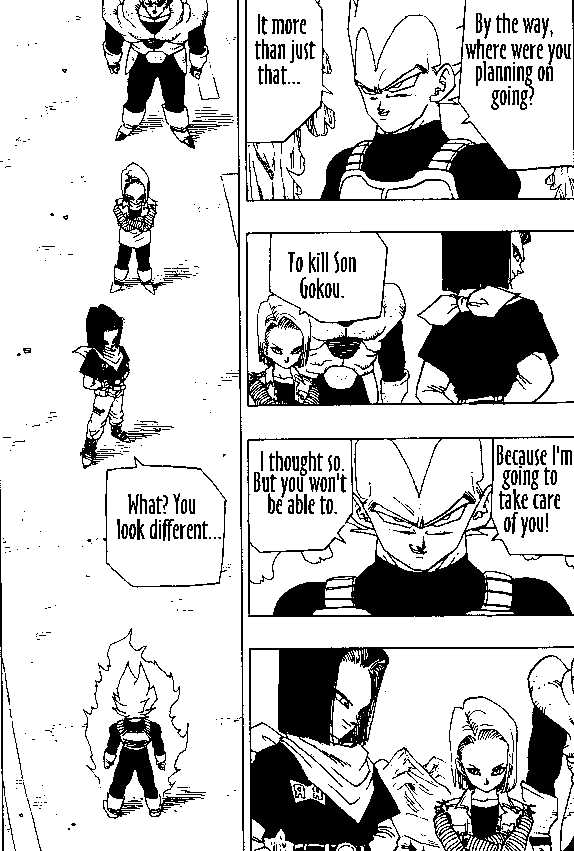 What? You
look different...
It more
than just
that...
By the way,
where were you
planning on
going?
To kill Son
Gokou.
I thought so.
But you won't
be able to.
Because I'm
going to
take care
of you!